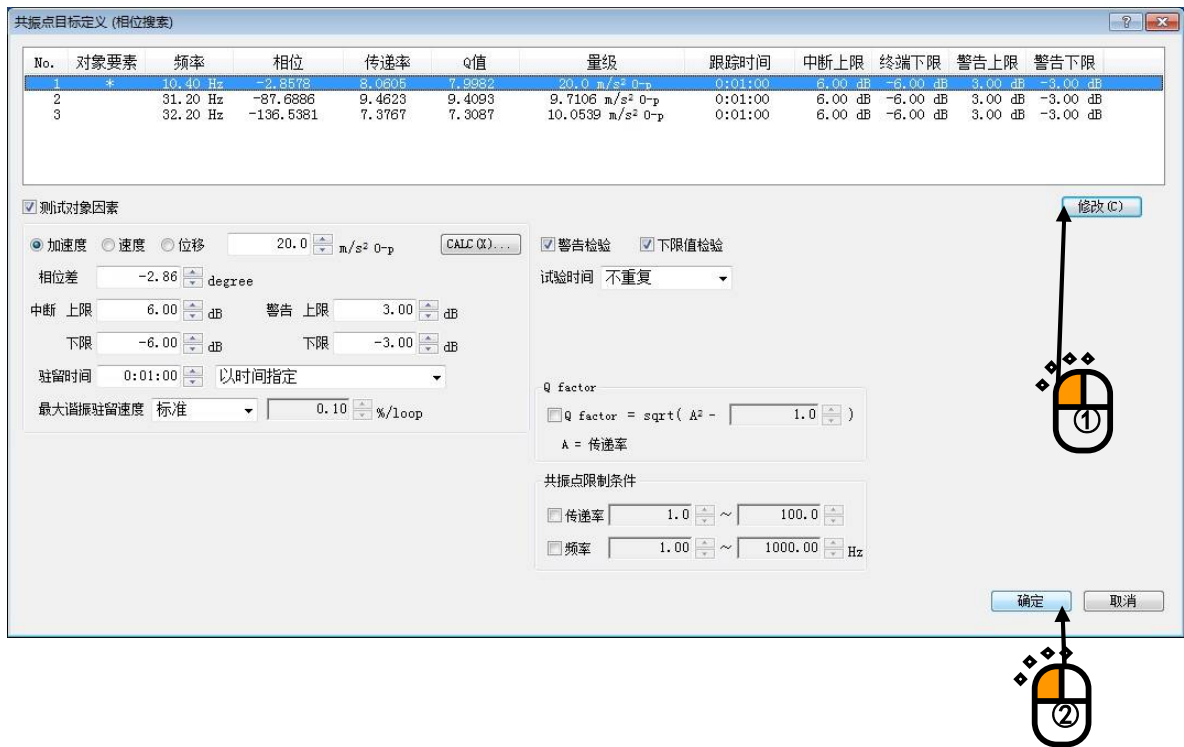 共振点目标定义 (相位搜索)
No. 对象要素 频率 相位 传递率 Q值 量级 跟踪时间 中断上限 终端下限 警告上限 警告下限
1 * 10.40 Hz -2.8578 8.0605 7.9982 20.0 m/s² 0-p 0:01:00 6.00 dB -6.00 dB 3.00 dB -3.00 dB
2 31.20 Hz -87.6886 9.4623 9.4093 9.7106 m/s² 0-p 0:01:00 6.00 dB -6.00 dB 3.00 dB -3.00 dB
3 32.20 Hz -136.5381 7.3767 7.3087 10.0539 m/s² 0-p 0:01:00 6.00 dB -6.00 dB 3.00 dB -3.00 dB
测试对象因素 修改(C)
加速度 速度 位移 20.0 m/s² 0-p CALC(X)... 警告检验 下限值检验
相位差 -2.86 degree 试验时间 不重复
中断 上限 6.00 dB 警告 上限 3.00 dB
下限 -6.00 dB 下限 -3.00 dB
驻留时间 0:01:00 以时间指定
Q factor
最大谐振驻留速度 标准 0.10 %/loop Q factor = sqrt( A² - 1.0 )
A = 传递率
①
共振点限制条件
传递率 1.0 ~ 100.0
频率 1.00 ~ 1000.00 Hz
确定 取消
②